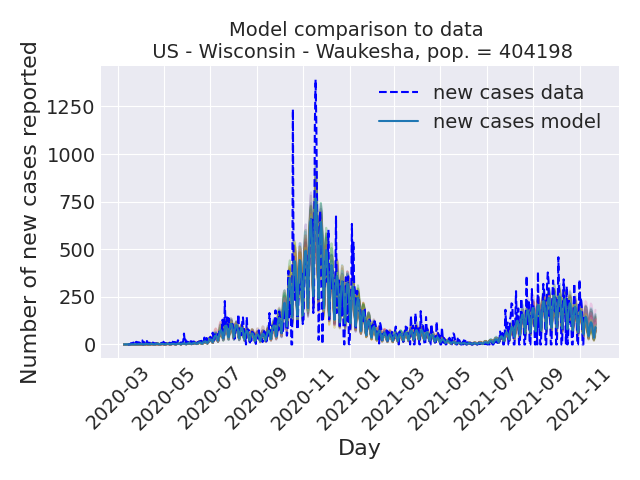 Model comparison to data
US - Wisconsin - Waukesha, pop. = 404198
Number of new cases reported
1250
1000
750
500
250
0
new cases data
new cases model
2020-03
2020-05
2020-07
2020-09
2020-11
2021-01
2021-03
2021-05
2021-07
2021-09
2021-11
Day